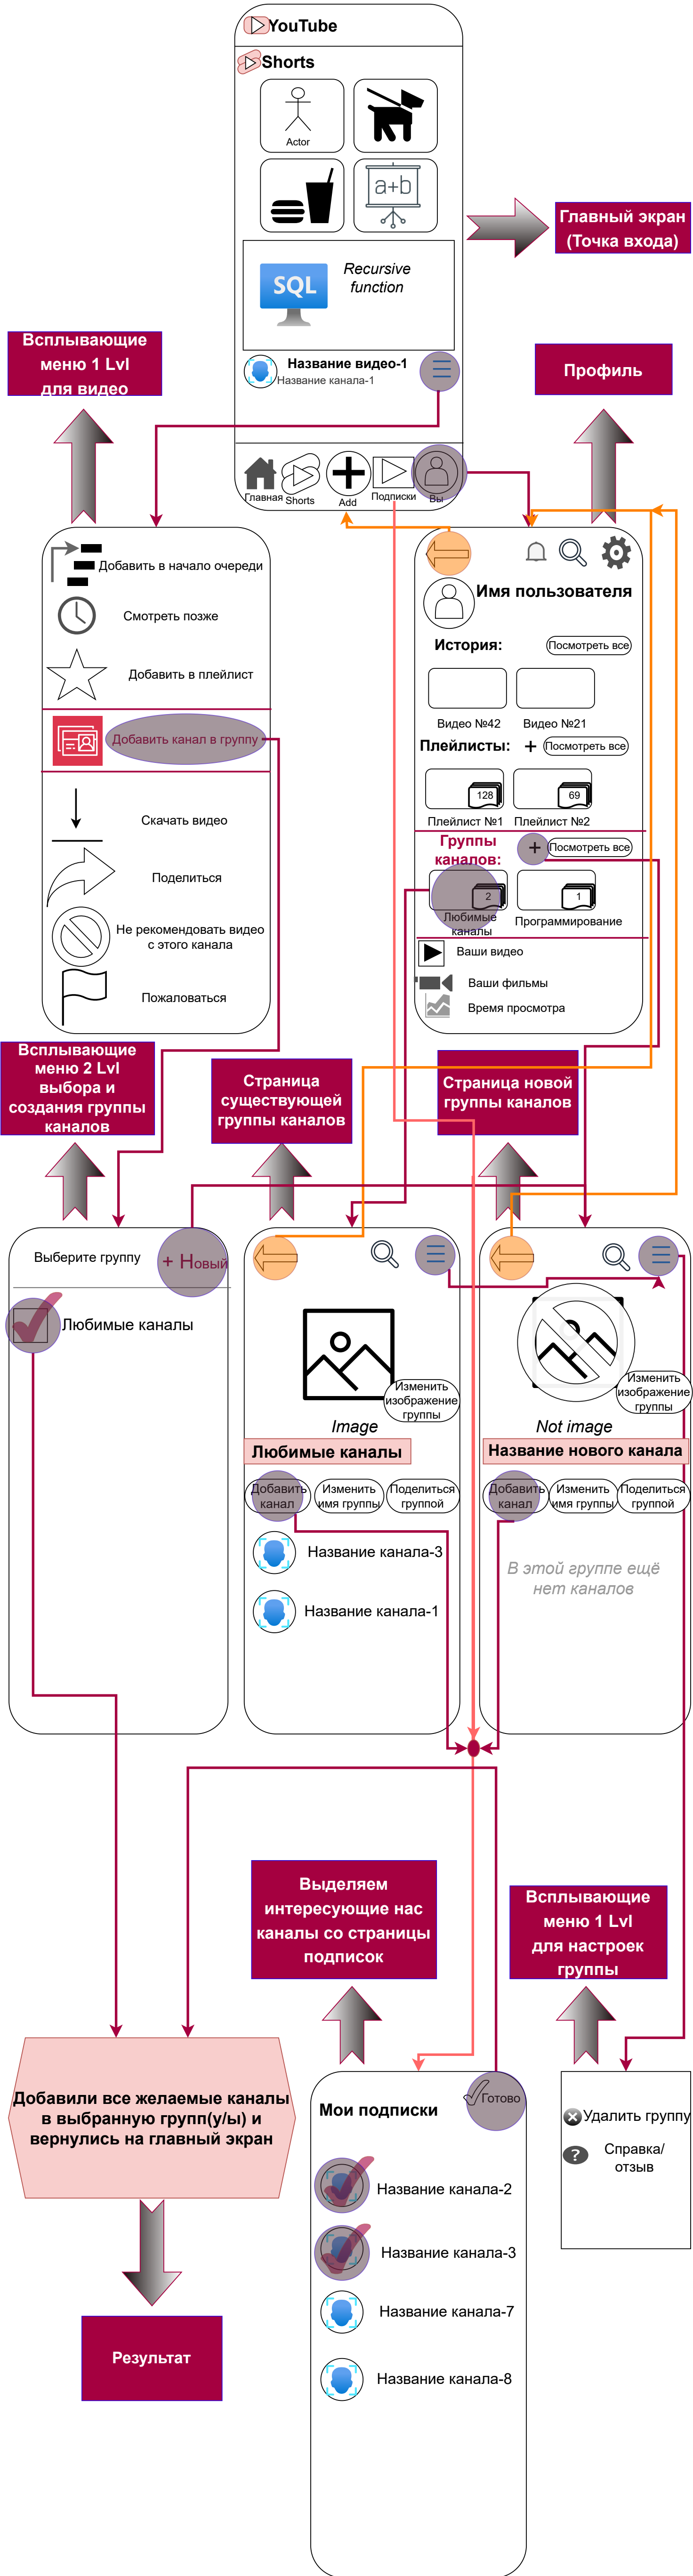 YouTube
Shorts
Actor
a+b
Главный экран
(Точка входа)
SQL
Recursive
function
Название видео-1
Название канала-1
Всплывающие
меню 1 Lvl
для видео
Профиль
Главная
Shorts
Add
Подписки
Вы
Добавить в начало очереди
Смотреть позже
Добавить в плейлист
Добавить канал в группу
Скачать видео
Поделиться
Не рекомендовать видео
с этого канала
Пожаловаться
Имя пользователя
История:
Посмотреть все
Видео №42
Видео №21
Плейлисты:
+
Посмотреть все
128
69
Плейлист №1
Плейлист №2
Группы
каналов:
+
Посмотреть все
2
1
Любимые
каналы
Программирование
Ваши видео
Ваши фильмы
Время просмотра
Всплывающие
меню 2 Lvl
выбора и
создания группы
каналов
Страница
существующей
группы каналов
Страница новой
группы каналов
Выберите группу
+ Новый
Любимые каналы
Изменить
изображение
группы
Image
Любимые каналы
Добавить
канал
Изменить
имя группы
Поделиться
группой
Название канала-3
Название канала-1
Изменить
изображение
группы
Not image
Название нового канала
Добавить
канал
Изменить
имя группы
Поделиться
группой
В этой группе ещё
нет каналов
Выделяем
интересующие нас
каналы со страницы
подписок
Всплывающие
меню 1 Lvl
для настроек
группы
Добавили все желаемые каналы
в выбранную групп(у/ы) и
вернулись на главный экран
Результат
Мои подписки
Готово
Название канала-2
Название канала-3
Название канала-7
Название канала-8
Удалить группу
?
Справка/
отзыв